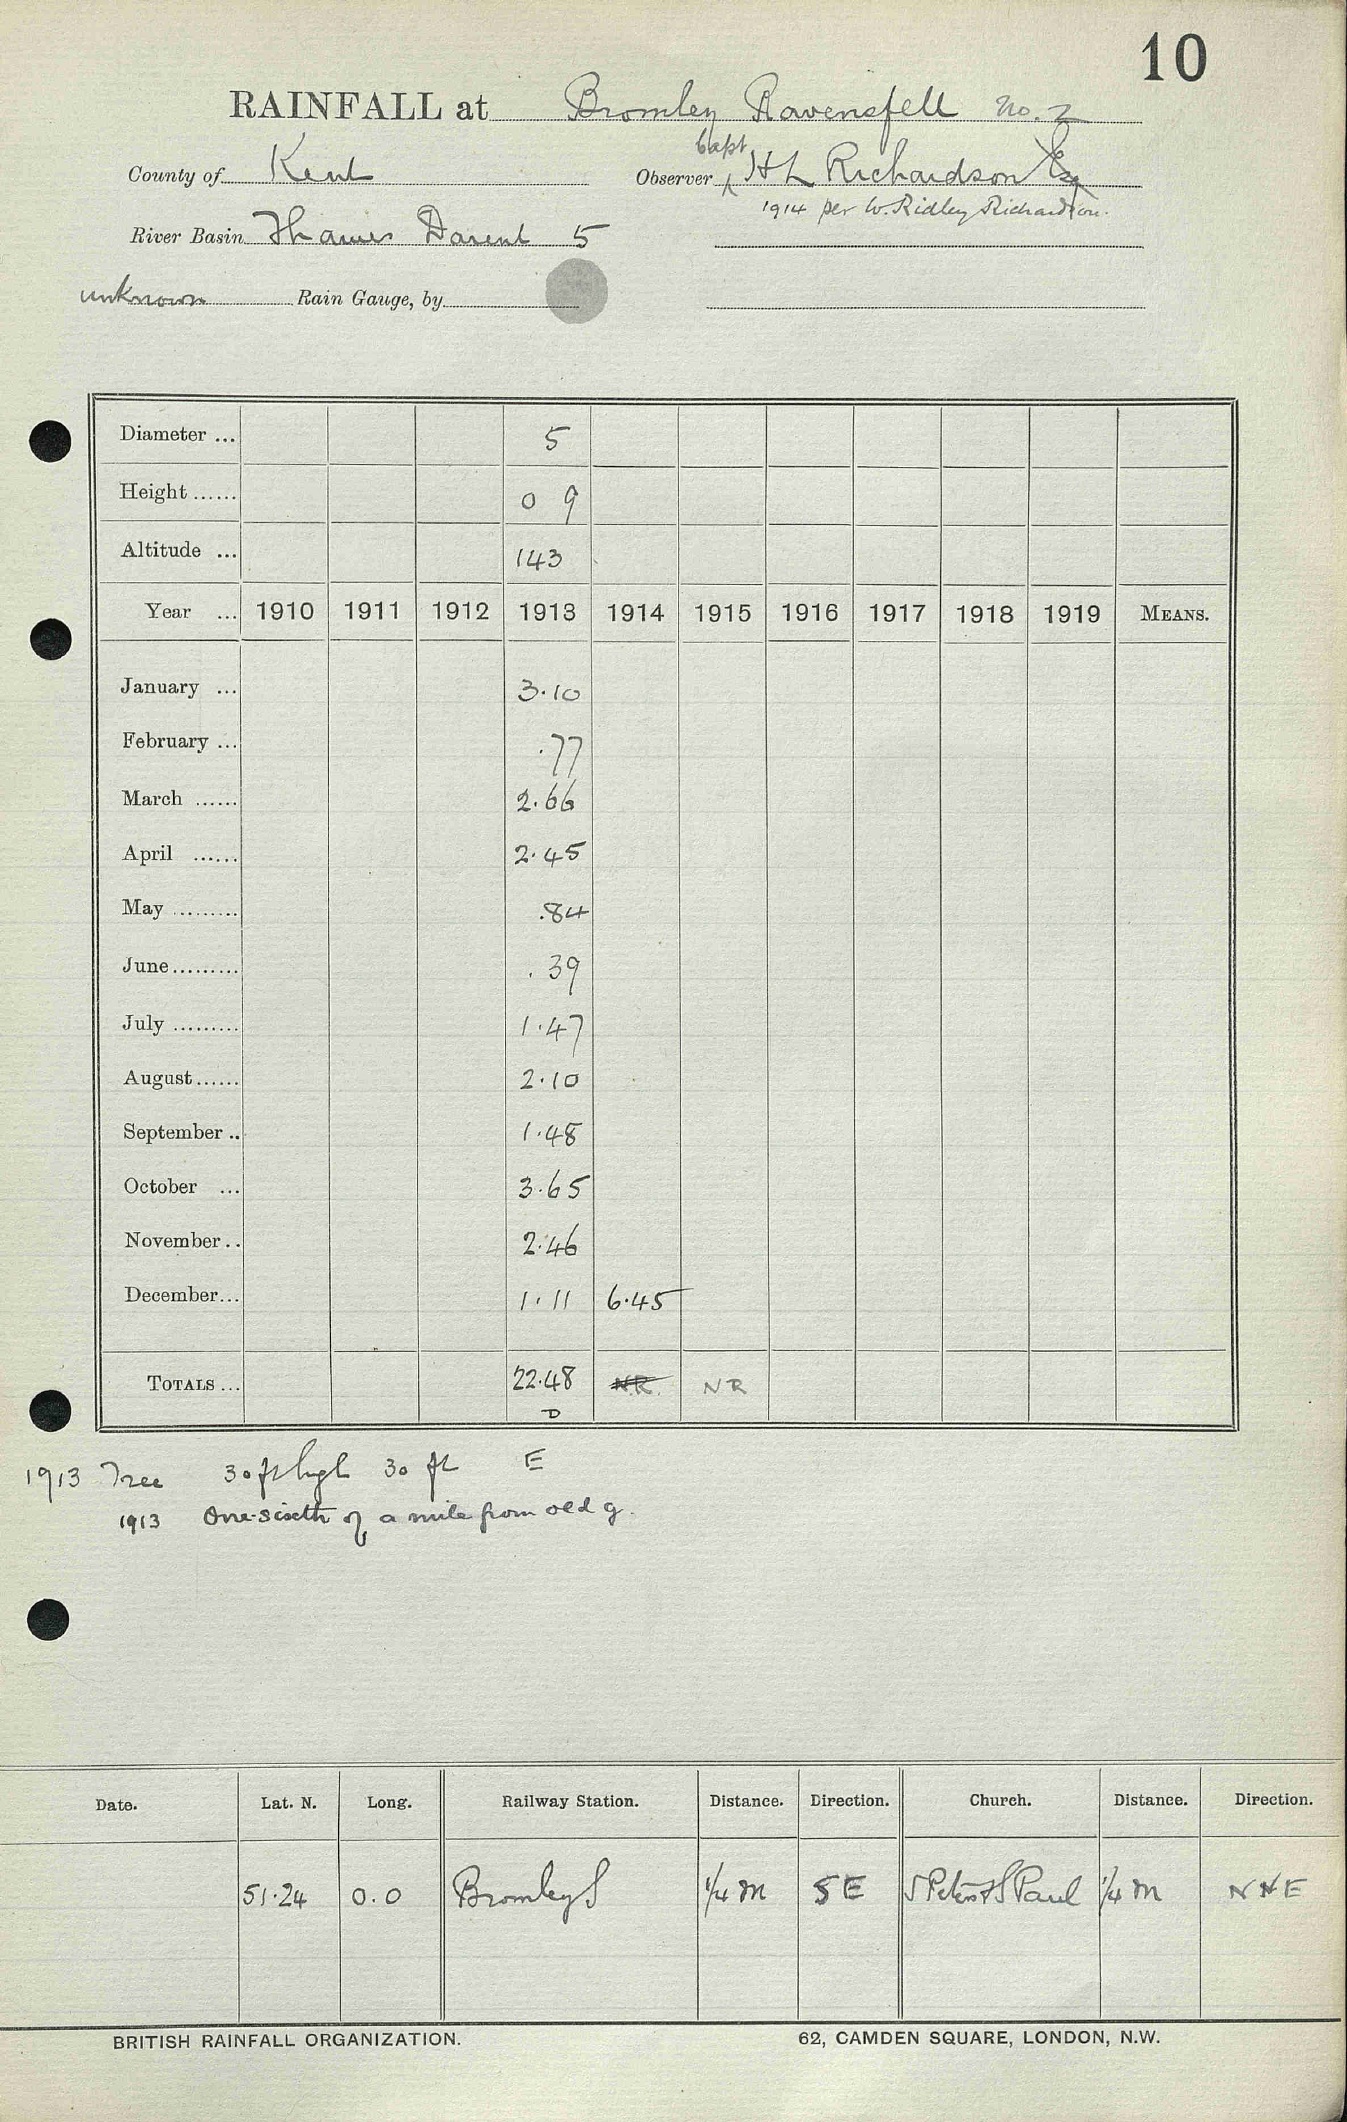 10
RAINFALL at Bromley Ravensfell No. 2
County of Kent Observer Capt H L Richardson Esq
1914 per W. Ridley Richardson.
River Basin Thames Darent 5
unknown Rain Gauge, by
Diameter ... 5
Height ...... 0 9
Altitude ... 143
Year ... 1910 1911 1912 1913 1914 1915 1916 1917 1918 1919 MEANS.
January ... 3.10
February ... .77
March ...... 2.66
April ...... 2.45
May ......... .84
June ......... .39
July ......... 1.47
August ...... 2.10
September .. 1.48
October ... 3.65
November .. 2.46
December ... 1.11 6.45
TOTALS ... 22.48 N.R. NR
D
1913 Tree 30 ft high 30 ft E
1913 One-sixth of a mile from old g.
Date. Lat. N. Long. Railway Station. Distance. Direction. Church. Distance. Direction.
51.24 0.0 Bromley S 1/4 m SE S Peter & S Paul 1/4 m NNE
BRITISH RAINFALL ORGANIZATION. 62, CAMDEN SQUARE, LONDON, N.W.